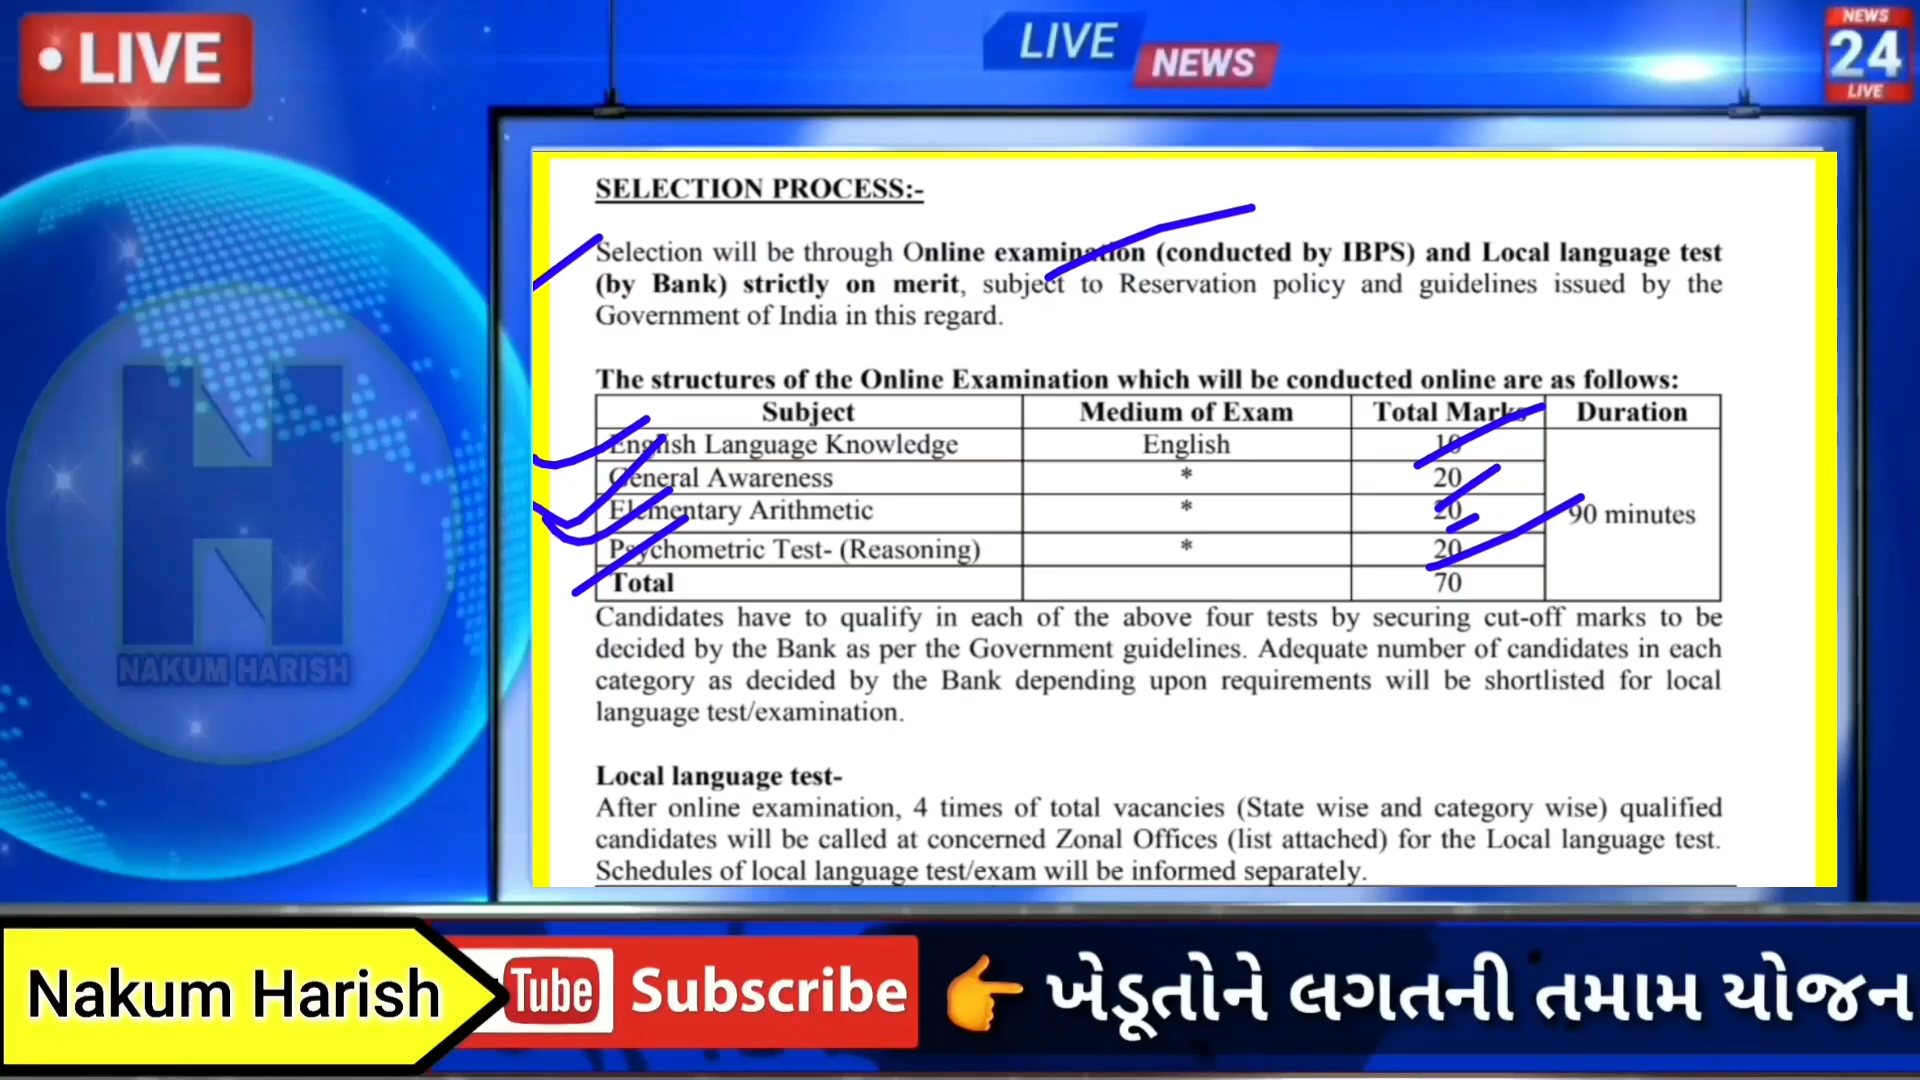 LIVE
LIVE
NEWS
NEWS
24
LIVE
SELECTION PROCESS:-
Selection will be through Online examination (conducted by IBPS) and Local language test
(by Bank) strictly on merit, subject to Reservation policy and guidelines issued by the
Government of India in this regard.
The structures of the Online Examination which will be conducted online are as follows:
Subject Medium of Exam Total Marks Duration
English Language Knowledge English 10
General Awareness * 20
Elementary Arithmetic * 20 90 minutes
Psychometric Test- (Reasoning) * 20
Total 70
Candidates have to qualify in each of the above four tests by securing cut-off marks to be
decided by the Bank as per the Government guidelines. Adequate number of candidates in each
category as decided by the Bank depending upon requirements will be shortlisted for local
language test/examination.
Local language test-
After online examination, 4 times of total vacancies (State wise and category wise) qualified
candidates will be called at concerned Zonal Offices (list attached) for the Local language test.
Schedules of local language test/exam will be informed separately.
H
NAKUM HARISH
Nakum Harish Tube Subscribe 👉 ખેડૂતોને લગતની તમામ યોજન